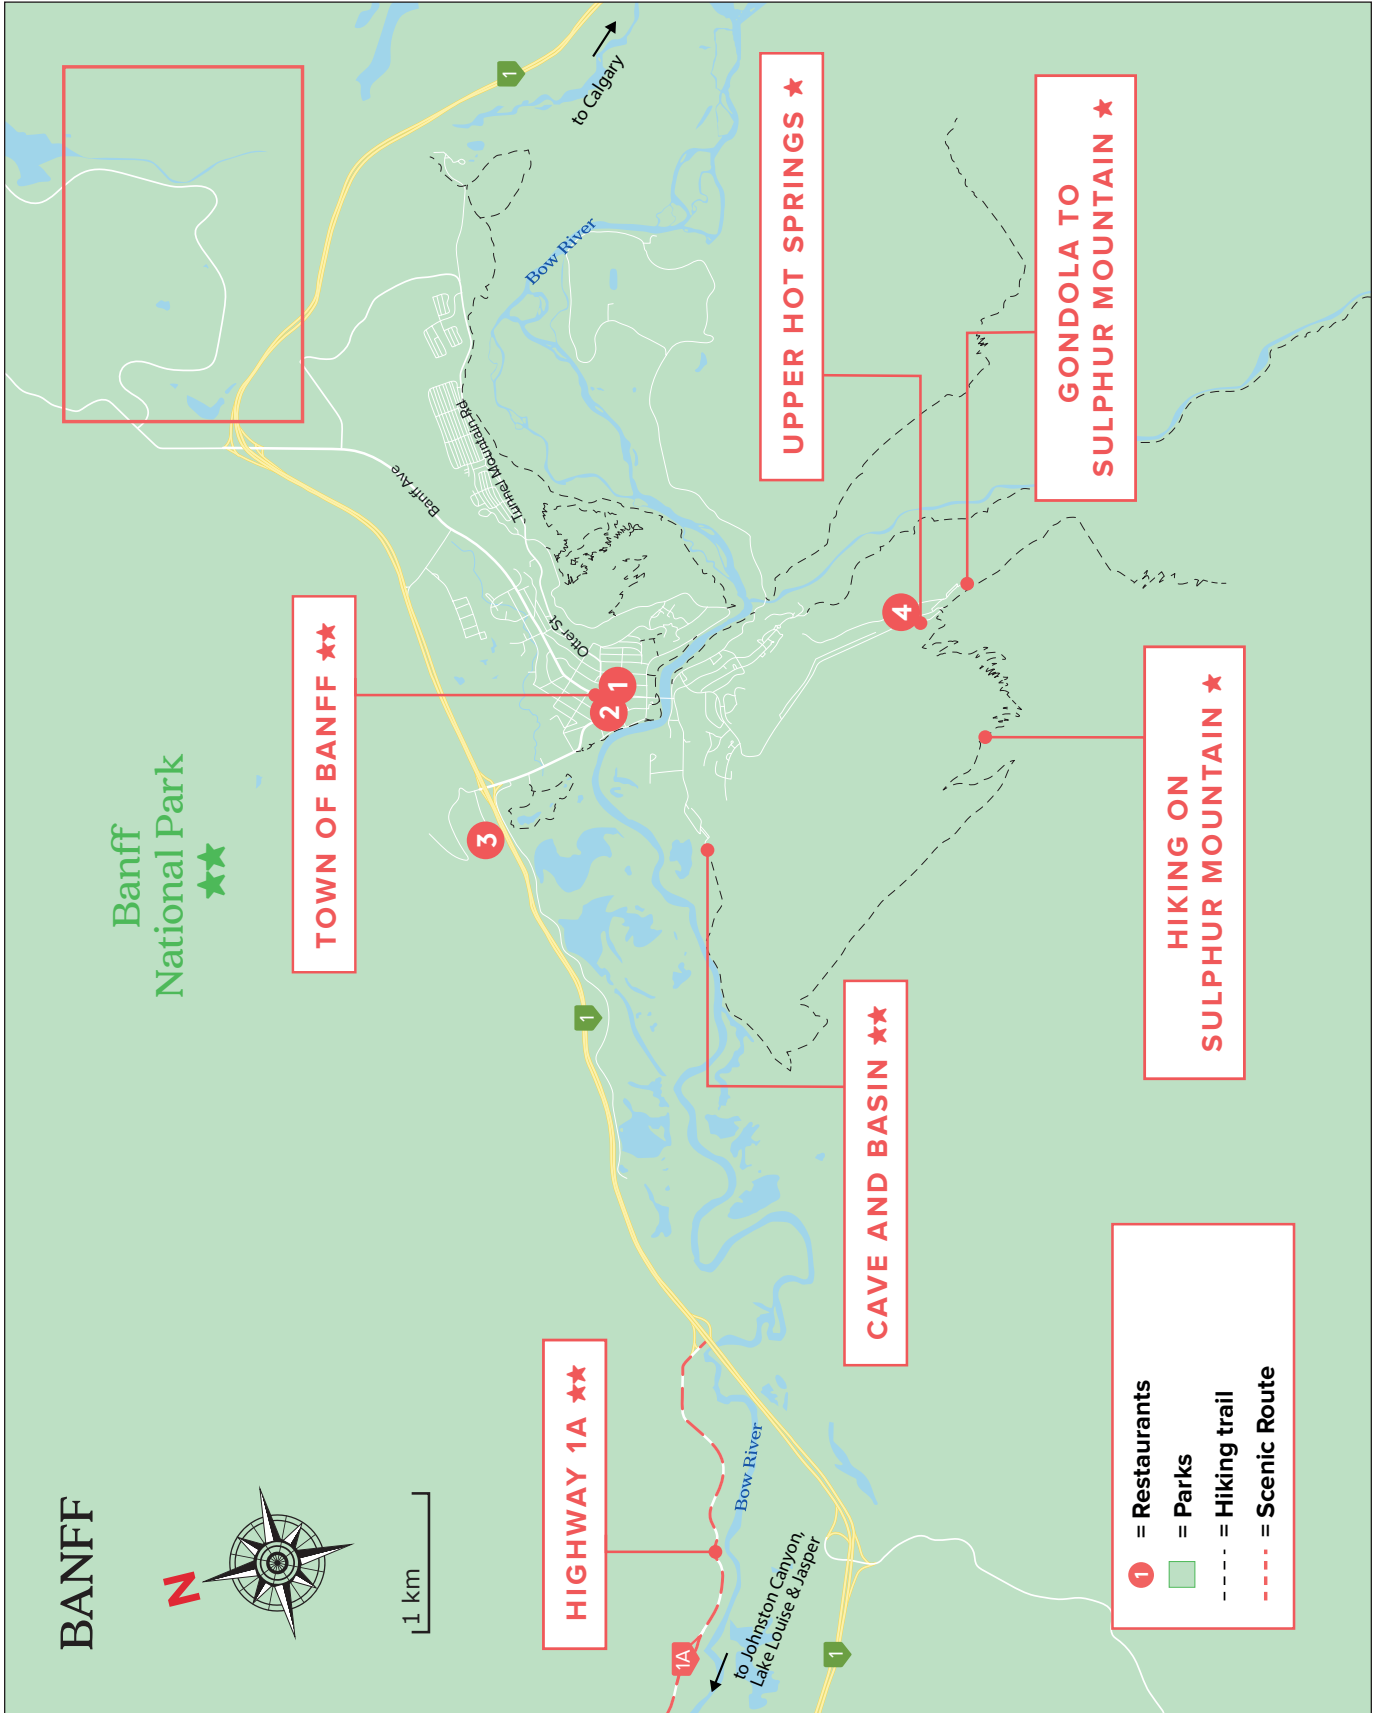 BANFF
N
1 km
Banff
National Park
★★
HIGHWAY 1A ★★
TOWN OF BANFF ★★
CAVE AND BASIN ★★
UPPER HOT SPRINGS ★
GONDOLA TO
SULPHUR MOUNTAIN ★
HIKING ON
SULPHUR MOUNTAIN ★
1A
1
1
1
to Johnston Canyon,
Lake Louise & Jasper
Bow River
3
2
1
4
Otter St
Banff Ave
Tunnel Mountain Rd
Bow River
to Calgary
1 = Restaurants
= Parks
= Hiking trail
= Scenic Route